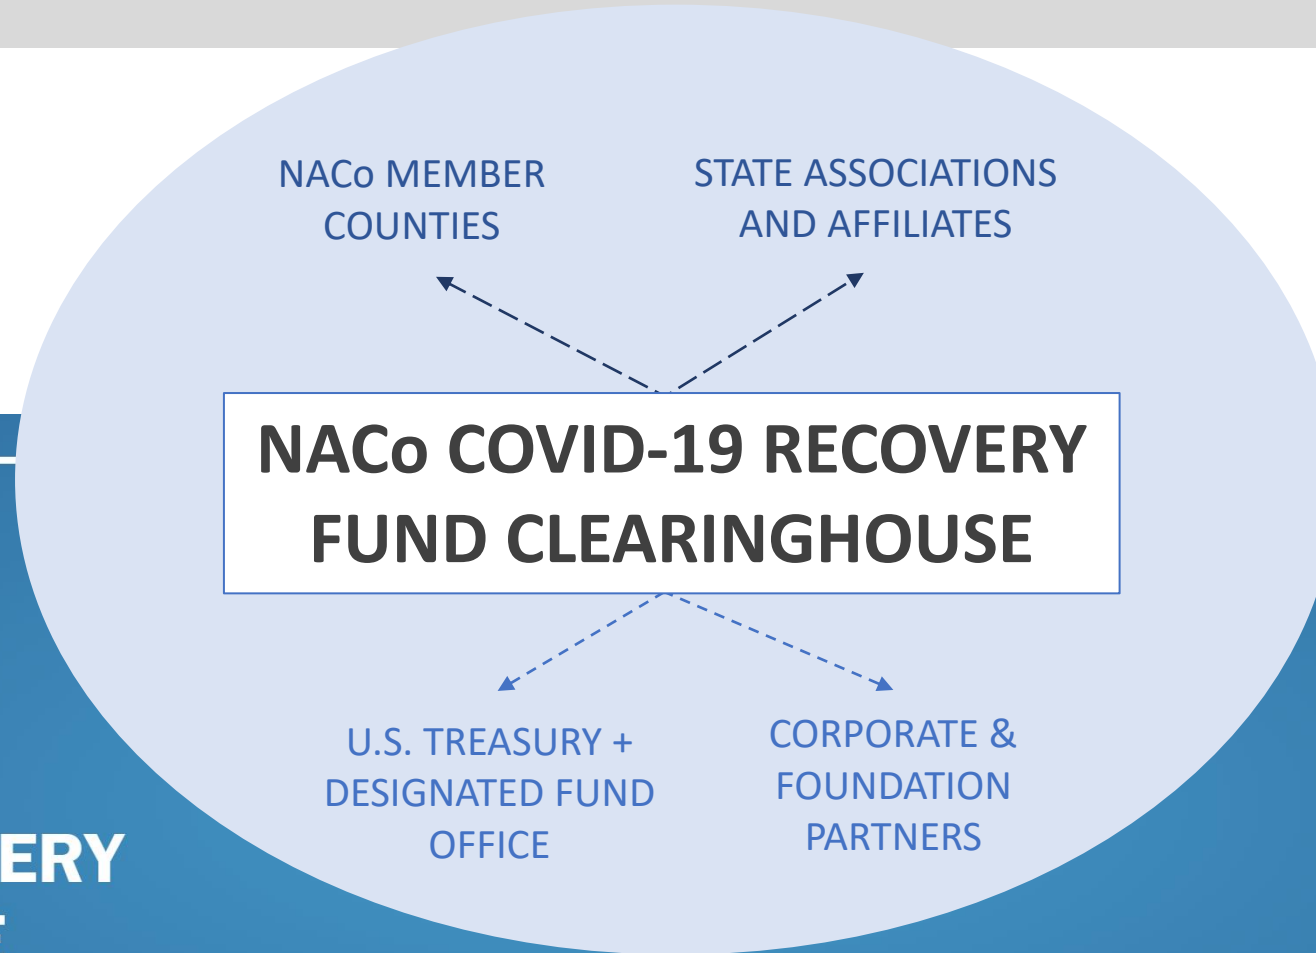 NACo MEMBER
COUNTIES
STATE ASSOCIATIONS
AND AFFILIATES
NACo COVID-19 RECOVERY
FUND CLEARINGHOUSE
U.S. TREASURY +
DESIGNATED FUND
OFFICE
CORPORATE &
FOUNDATION
PARTNERS
ERY